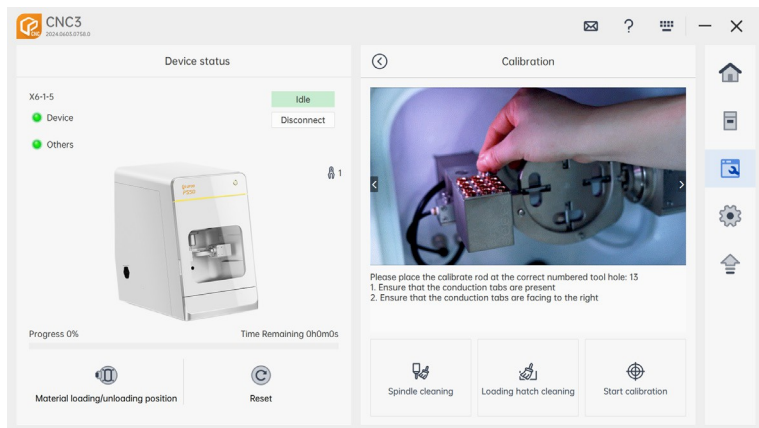 CNC3
2024.0603.0758.0
Device status
X6-1-5
Idle
Device
Disconnect
Others
1
Progress 0%
Time Remaining 0h0m0s
Material loading/unloading position
Reset
Calibration
Please place the calibrate rod at the correct numbered tool hole: 13
1. Ensure that the conduction tabs are present
2. Ensure that the conduction tabs are facing to the right
Spindle cleaning
Loading hatch cleaning
Start calibration